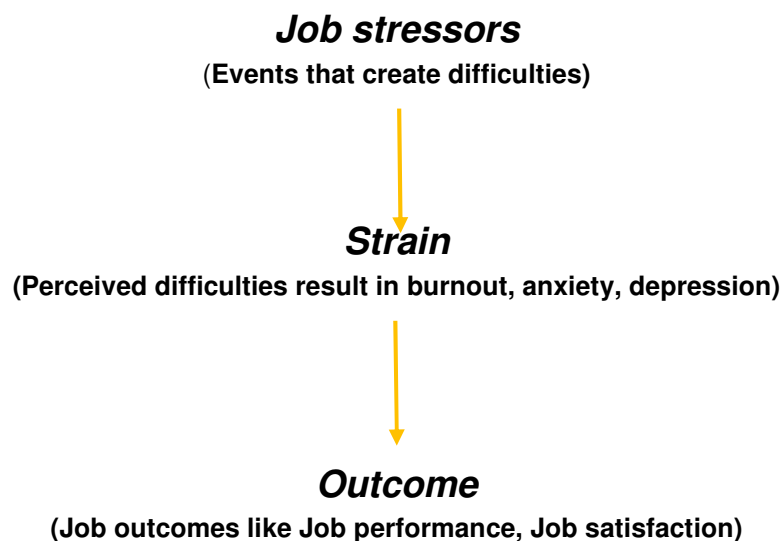 Job stressors
(Events that create difficulties)
Strain
(Perceived difficulties result in burnout, anxiety, depression)
Outcome
(Job outcomes like Job performance, Job satisfaction)